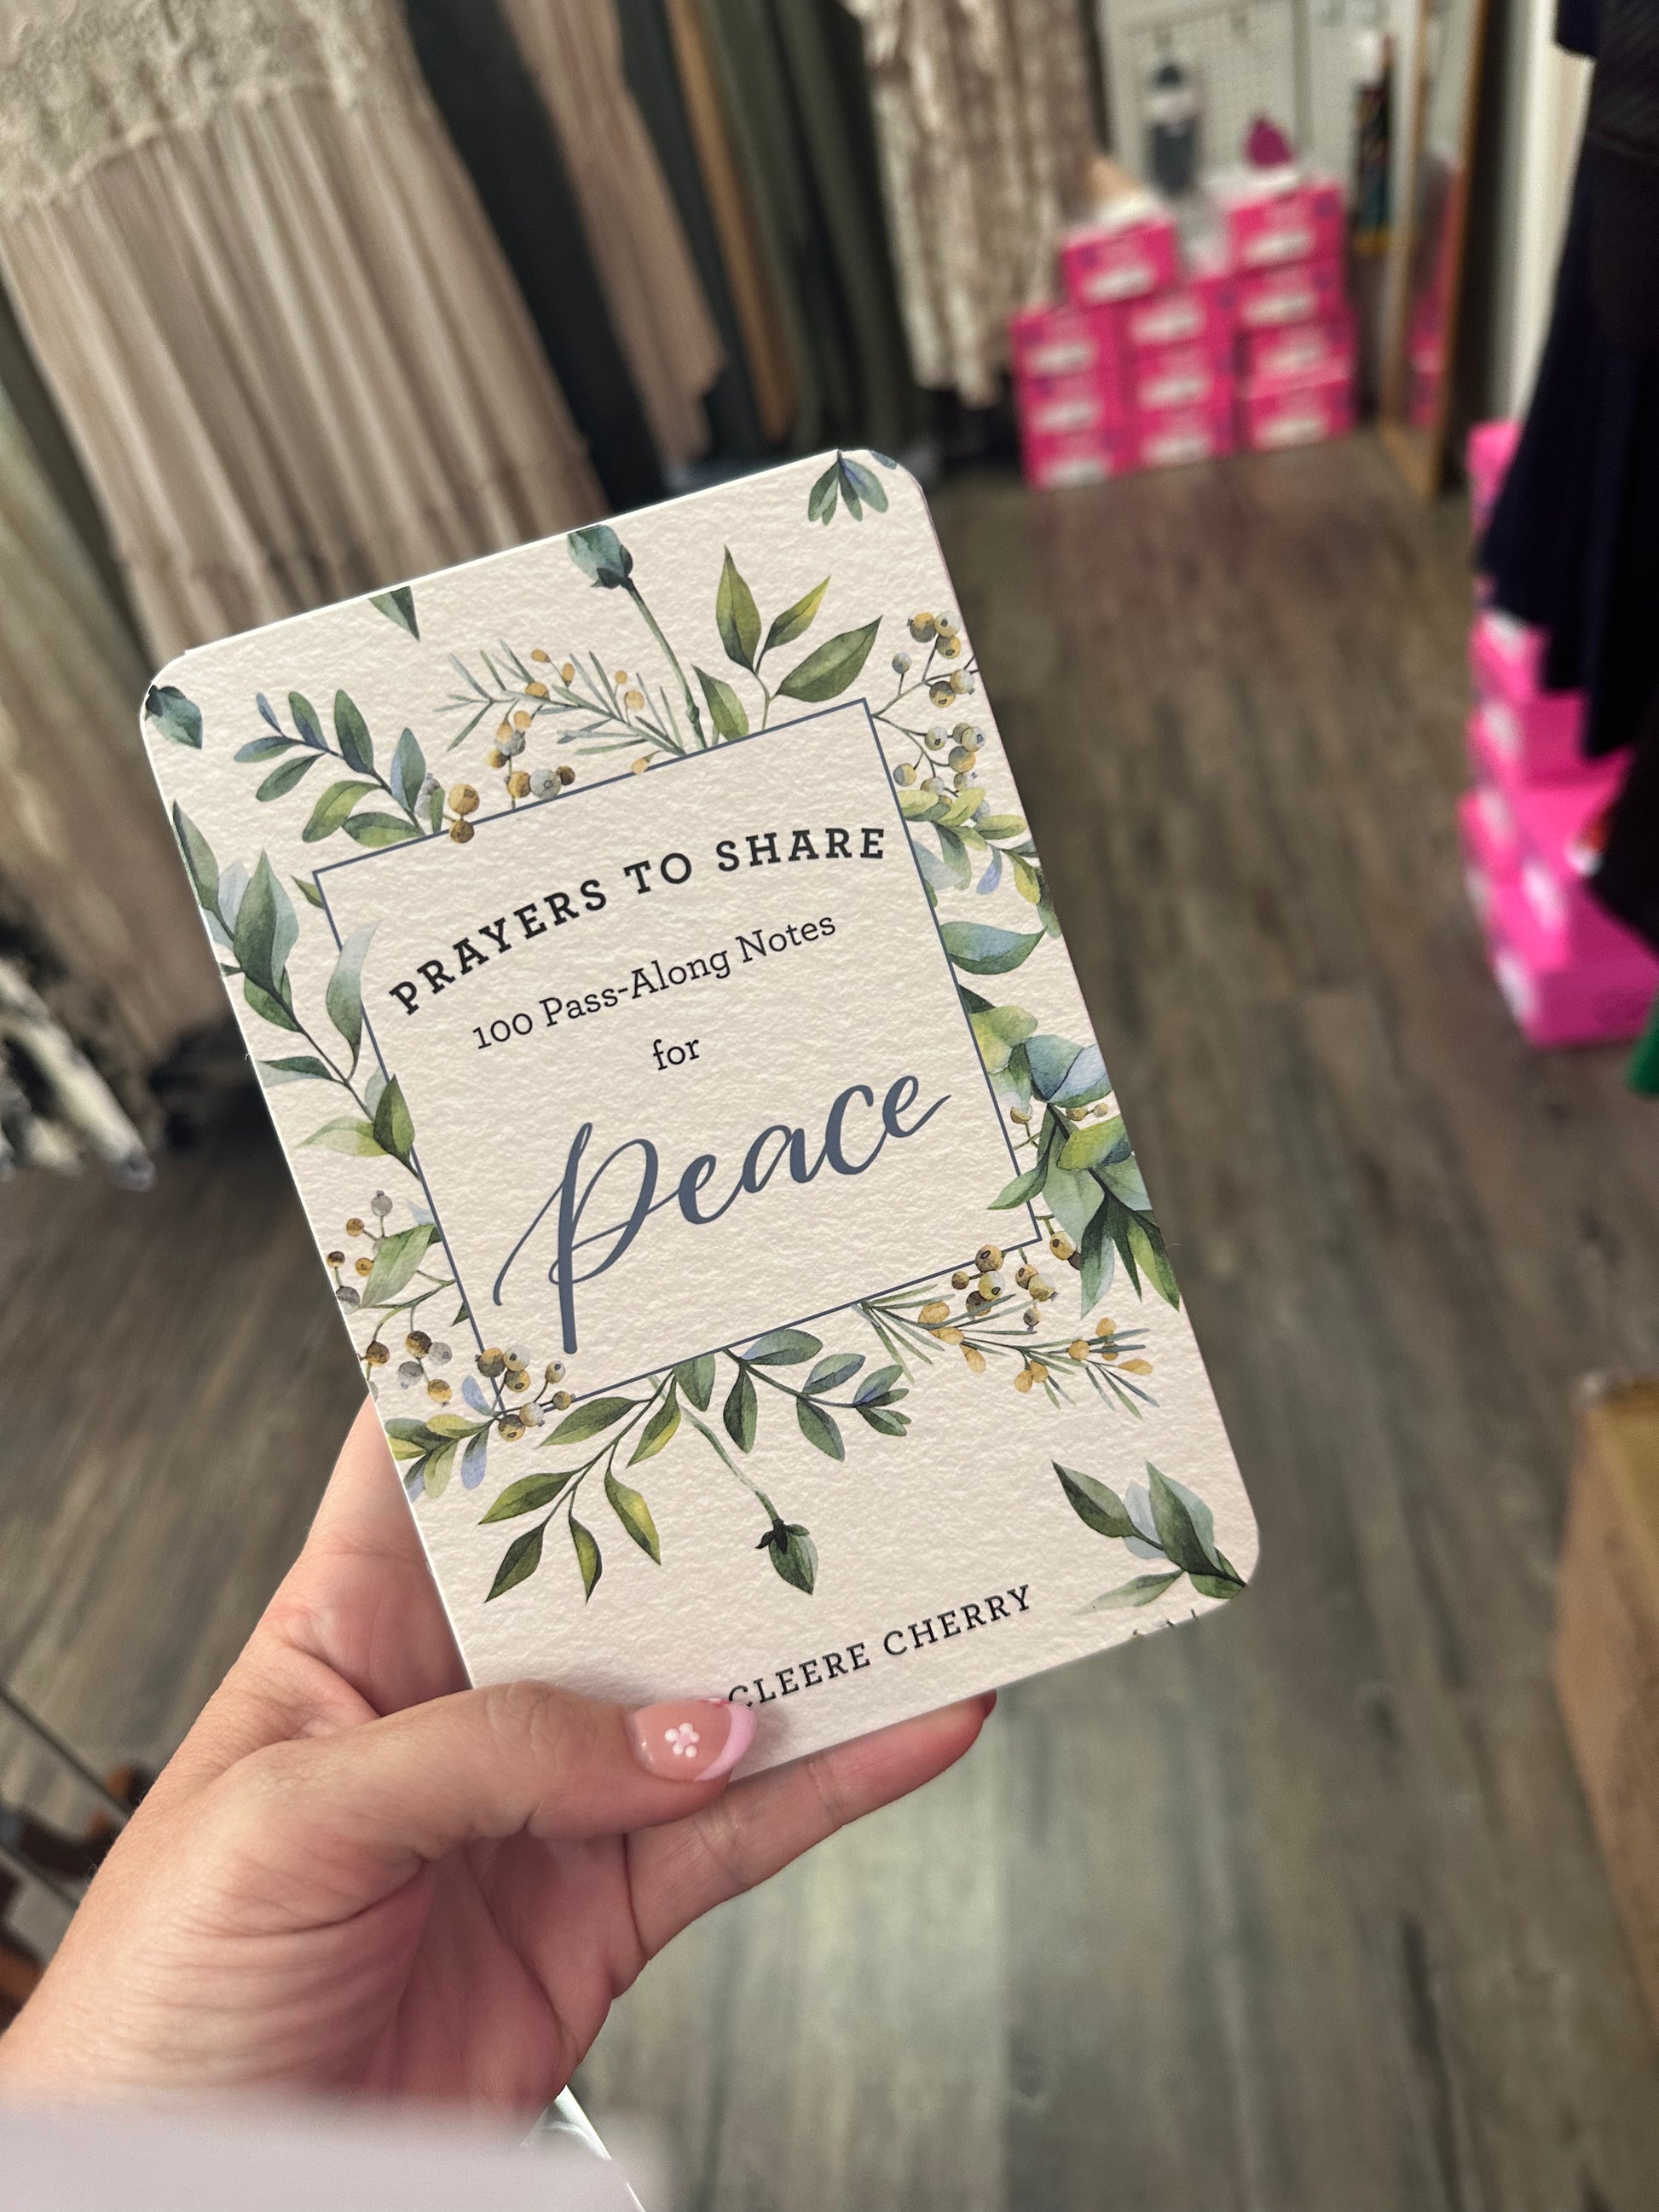 PRAYERS TO SHARE
100 Pass-Along Notes
for
Peace
CLEERE CHERRY